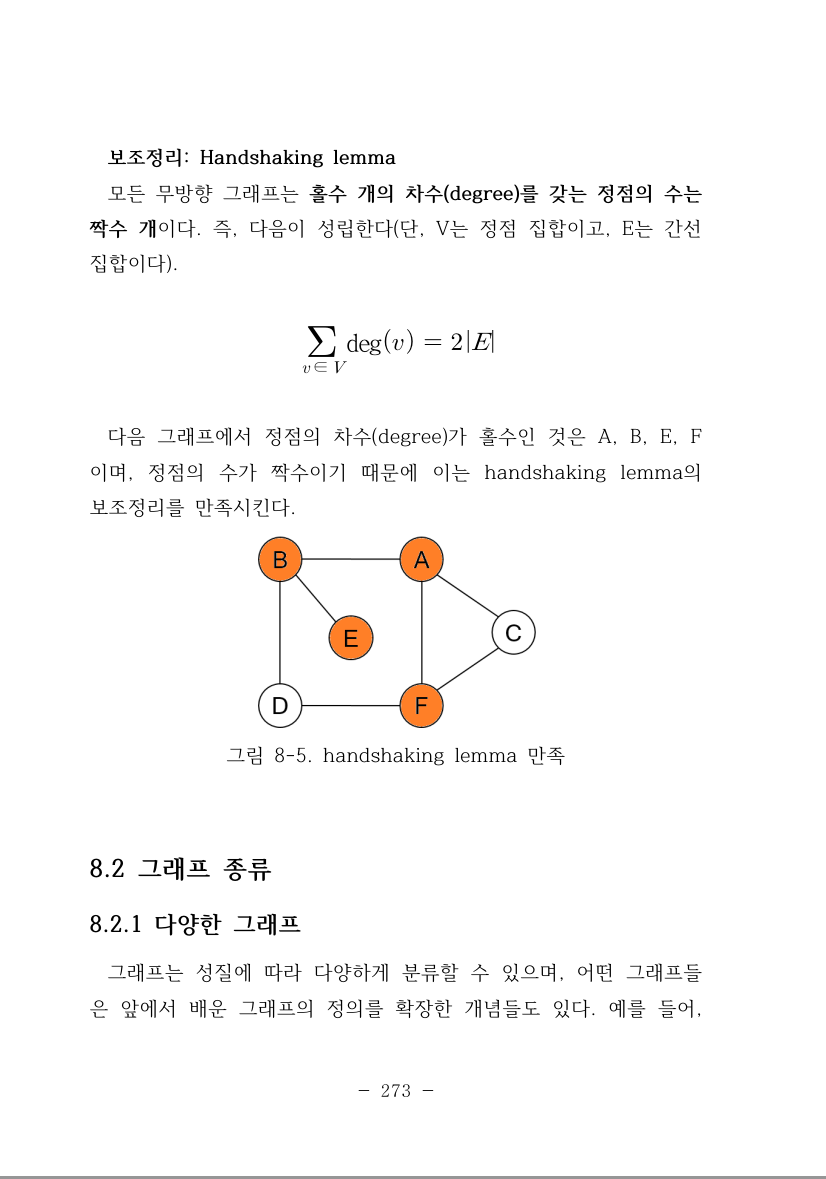 보조정리: Handshaking lemma
모든 무방향 그래프는 홀수 개의 차수(degree)를 갖는 정점의 수는
짝수 개이다. 즉, 다음이 성립한다(단, V는 정점 집합이고, E는 간선
집합이다).
∑ deg(v) = 2|E|
v∈V
다음 그래프에서 정점의 차수(degree)가 홀수인 것은 A, B, E, F
이며, 정점의 수가 짝수이기 때문에 이는 handshaking lemma의
보조정리를 만족시킨다.
B A
E C
D F
그림 8-5. handshaking lemma 만족
8.2 그래프 종류
8.2.1 다양한 그래프
그래프는 성질에 따라 다양하게 분류할 수 있으며, 어떤 그래프들
은 앞에서 배운 그래프의 정의를 확장한 개념들도 있다. 예를 들어,
- 273 -